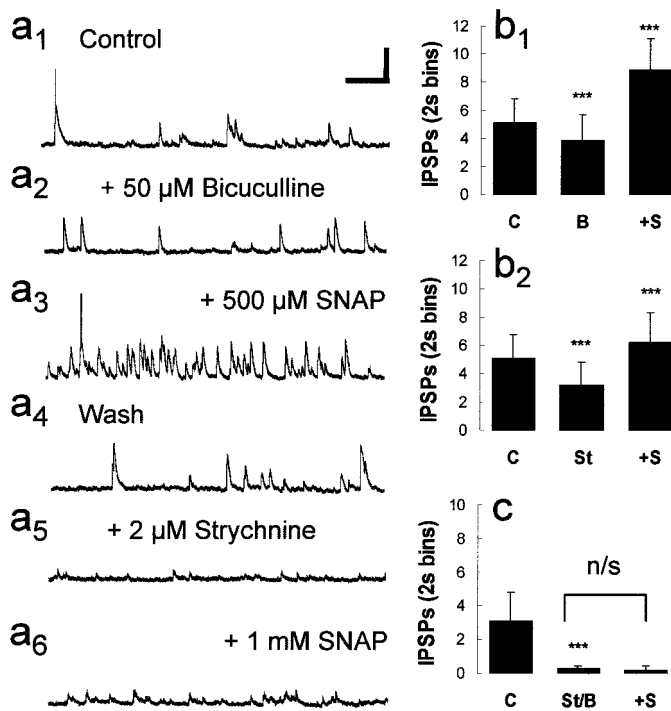 a1 Control
a2 + 50 µM Bicuculline
a3 + 500 µM SNAP
a4 Wash
a5 + 2 µM Strychnine
a6 + 1 mM SNAP
b1
IPSPs (2s bins)
12
10
8
6
4
2
0
***
***
C B +S
b2
IPSPs (2s bins)
12
10
8
6
4
2
0
***
***
C St +S
c
IPSPs (2s bins)
10
8
6
4
2
0
n/s
***
C St/B +S